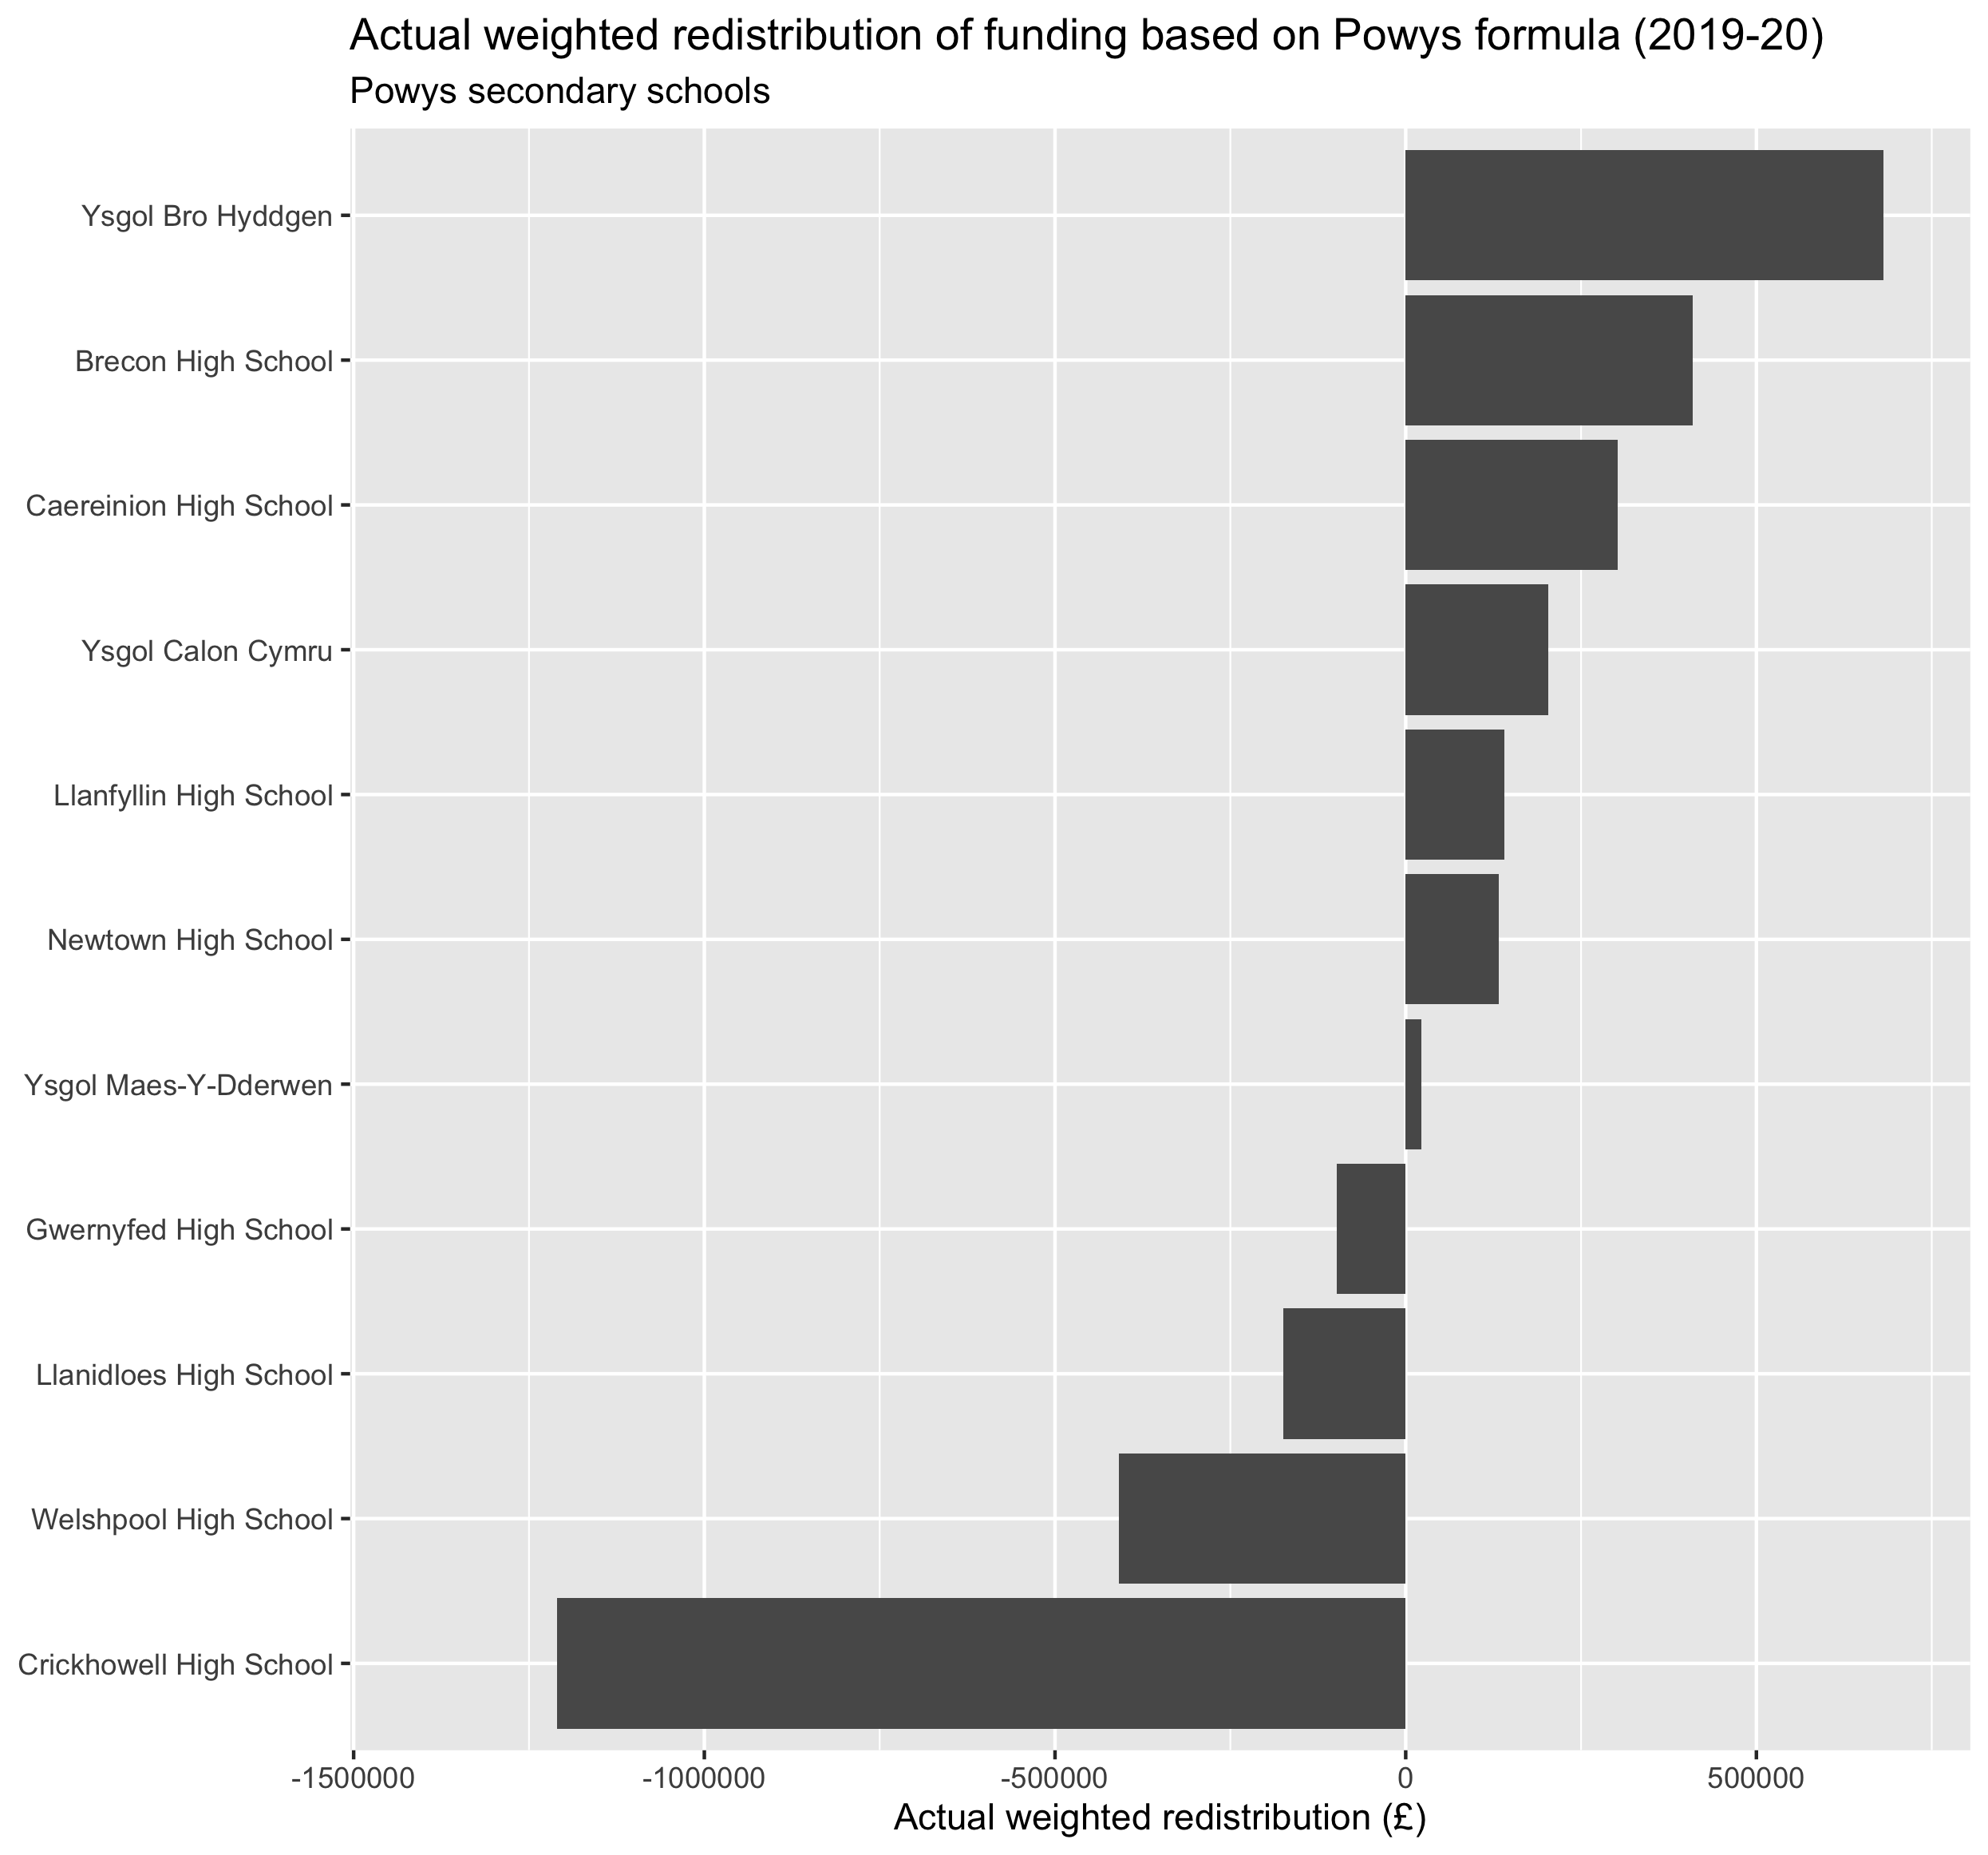 Actual weighted redistribution of funding based on Powys formula (2019-20)
Powys secondary schools
Ysgol Bro Hyddgen
Brecon High School
Caereinion High School
Ysgol Calon Cymru
Llanfyllin High School
Newtown High School
Ysgol Maes-Y-Dderwen
Gwernyfed High School
Llanidloes High School
Welshpool High School
Crickhowell High School
-1500000 -1000000 -500000 0 500000
Actual weighted redistribution (£)